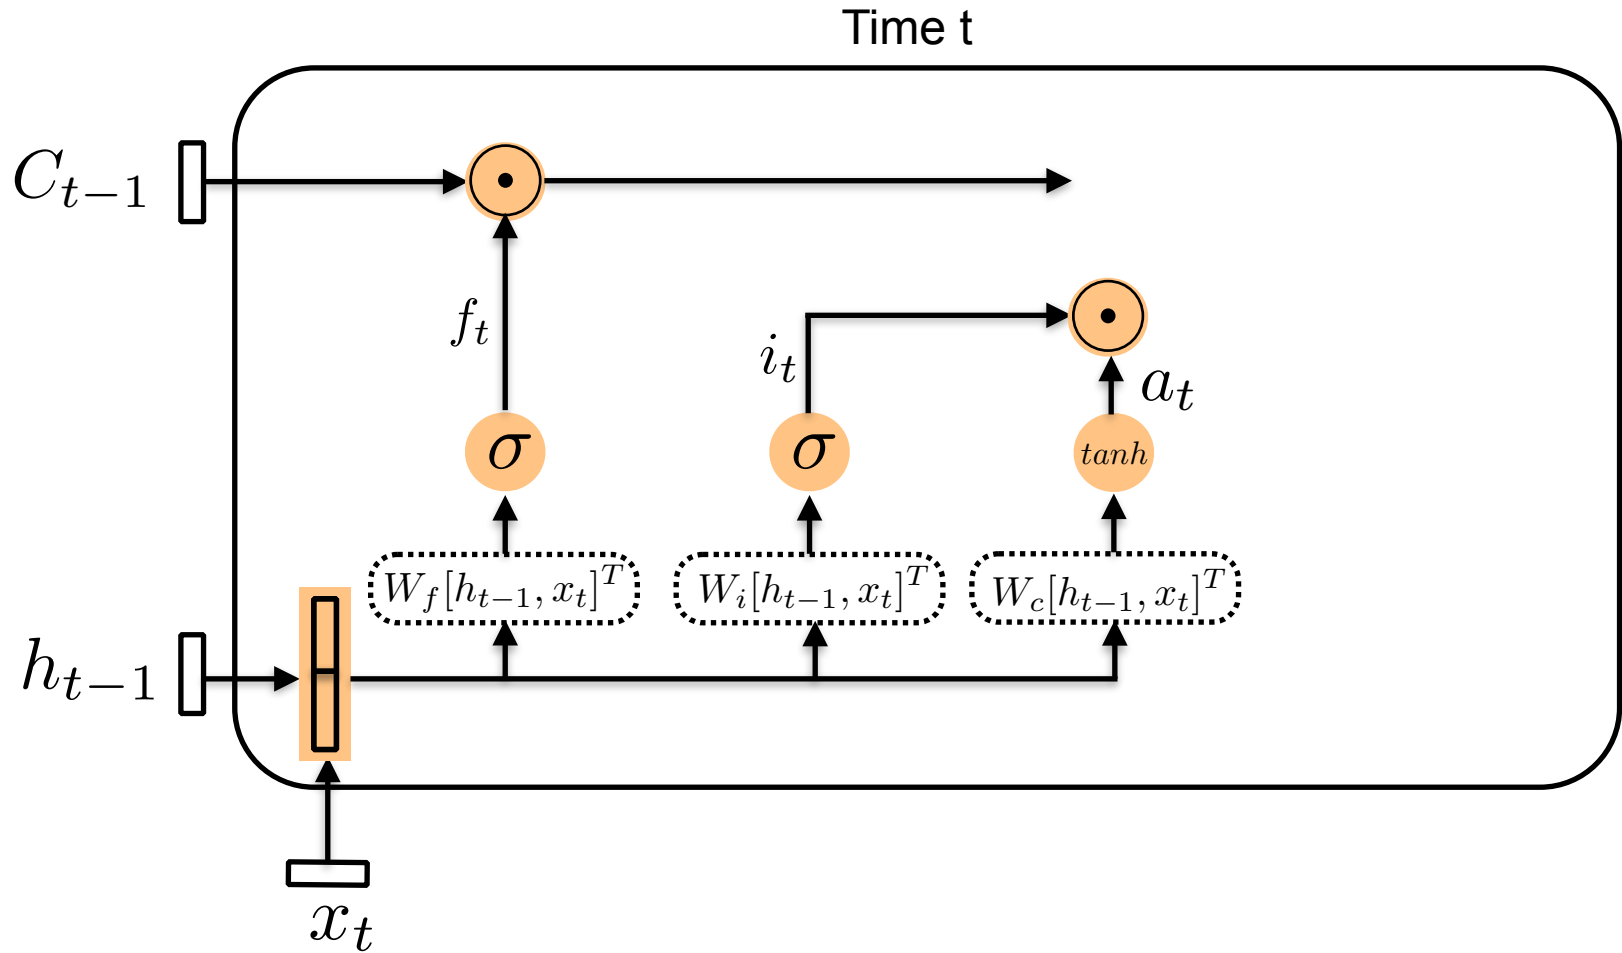 Time t
C_{t-1}
f_t
i_t
a_t
σ
σ
tanh
W_f[h_{t-1}, x_t]^T
W_i[h_{t-1}, x_t]^T
W_c[h_{t-1}, x_t]^T
h_{t-1}
x_t